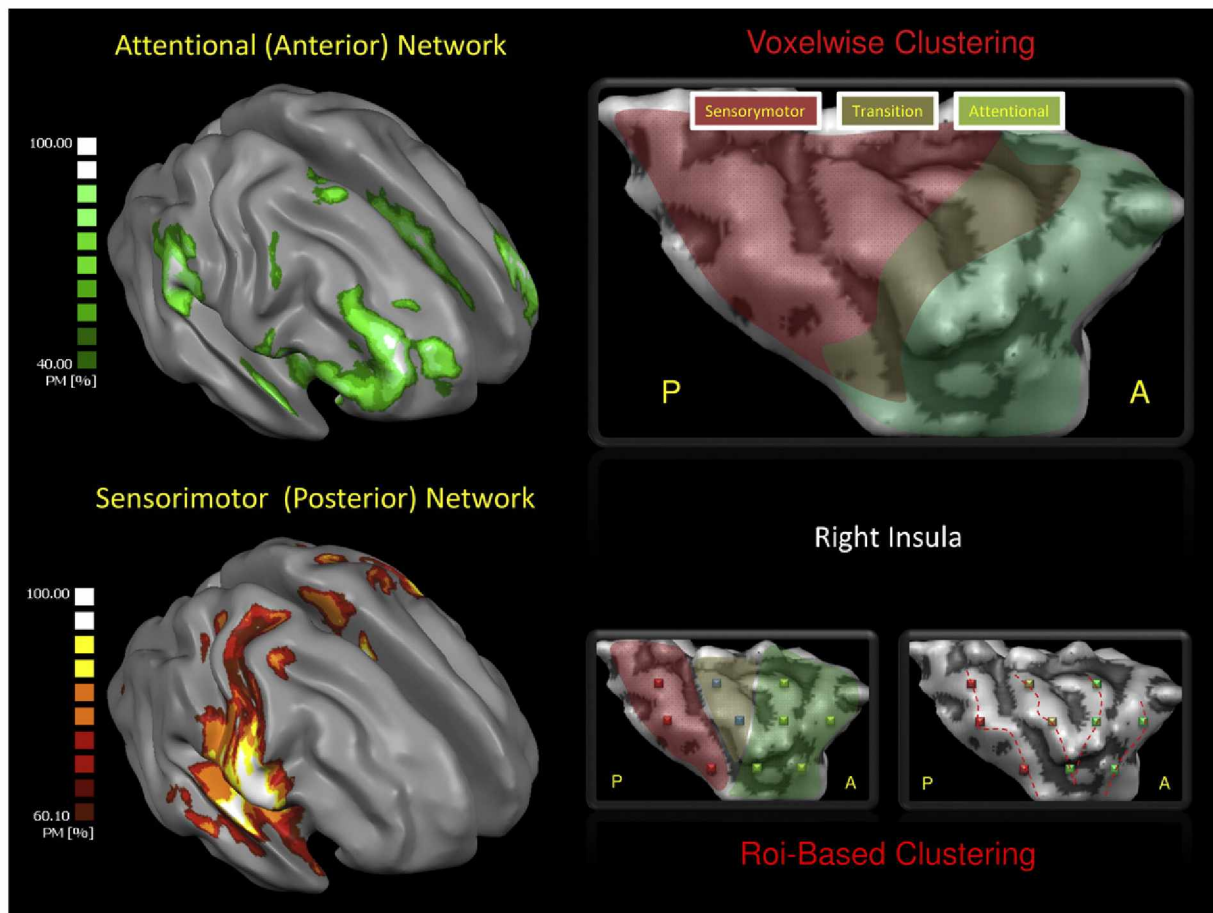 Attentional (Anterior) Network
100.00
40.00
PM [%]
Voxelwise Clustering
Sensorymotor
Transition
Attentional
P
A
Sensorimotor (Posterior) Network
100.00
60.10
PM [%]
Right Insula
P
A
P
A
Roi-Based Clustering